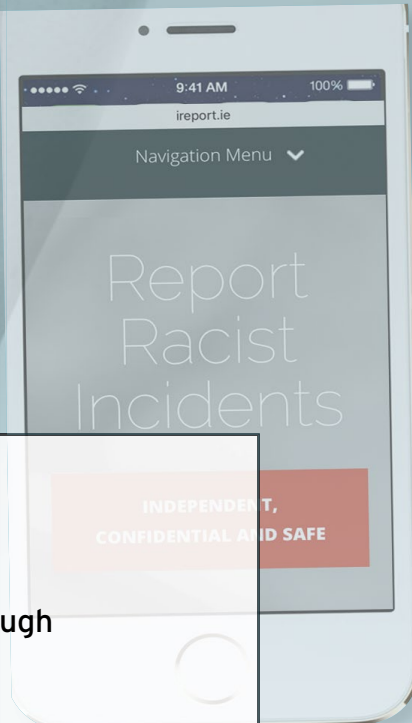 9:41 AM 100%
ireport.ie
Navigation Menu
Report
Racist
Incidents
INDEPENDENT,
CONFIDENTIAL AND SAFE
ugh